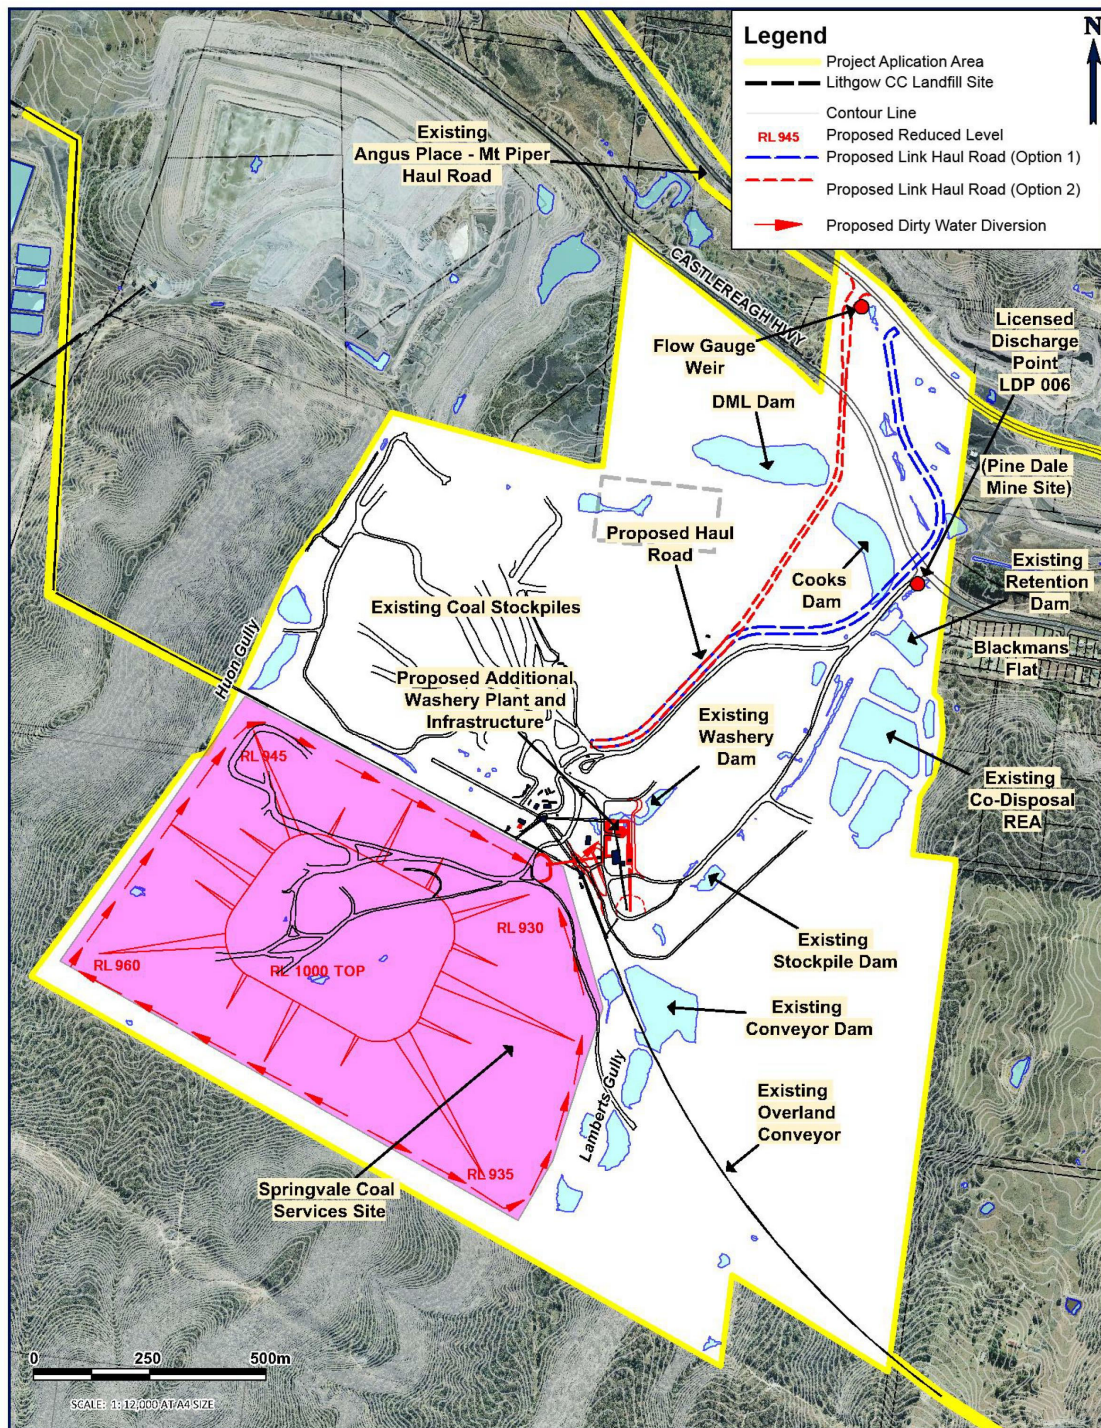 Legend
N
Project Aplication Area
Lithgow CC Landfill Site
Contour Line
RL 945 Proposed Reduced Level
Proposed Link Haul Road (Option 1)
Proposed Link Haul Road (Option 2)
Proposed Dirty Water Diversion
Existing
Angus Place - Mt Piper
Haul Road
CASTLEREAGH HWY
Flow Gauge
Weir
Licensed
Discharge
Point
LDP 006
DML Dam
(Pine Dale
Mine Site)
Proposed Haul
Road
Cooks
Dam
Existing
Retention
Dam
Existing Coal Stockpiles
Blackmans
Flat
Huon Gully
Proposed Additional
Washery Plant and
Infrastructure
Existing
Washery
Dam
RL 945
Existing
Co-Disposal
REA
RL 930
Existing
Stockpile Dam
RL 960
RL 1000 TOP
Existing
Conveyor Dam
Lamberts Gully
Existing
Overland
Conveyor
RL 935
Springvale Coal
Services Site
0 250 500m
SCALE: 1: 12,000 AT A4 SIZE